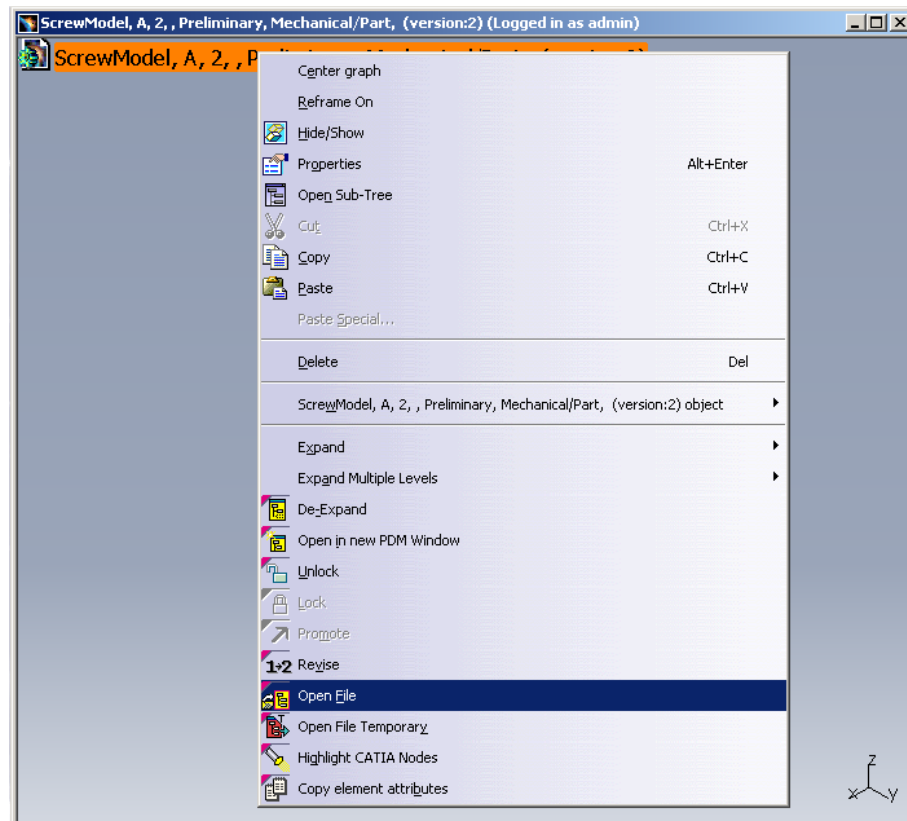 ScrewModel, A, 2, , Preliminary, Mechanical/Part, (version:2) (Logged in as admin)
ScrewModel, A, 2, , P
Center graph
Reframe On
Hide/Show
Properties Alt+Enter
Open Sub-Tree
Cut Ctrl+X
Copy Ctrl+C
Paste Ctrl+V
Paste Special...
Delete Del
ScrewModel, A, 2, , Preliminary, Mechanical/Part, (version:2) object
Expand
Expand Multiple Levels
De-Expand
Open in new PDM Window
Unlock
Lock
Promote
1→2 Revise
Open File
Open File Temporary
Highlight CATIA Nodes
Copy element attributes
z
x y